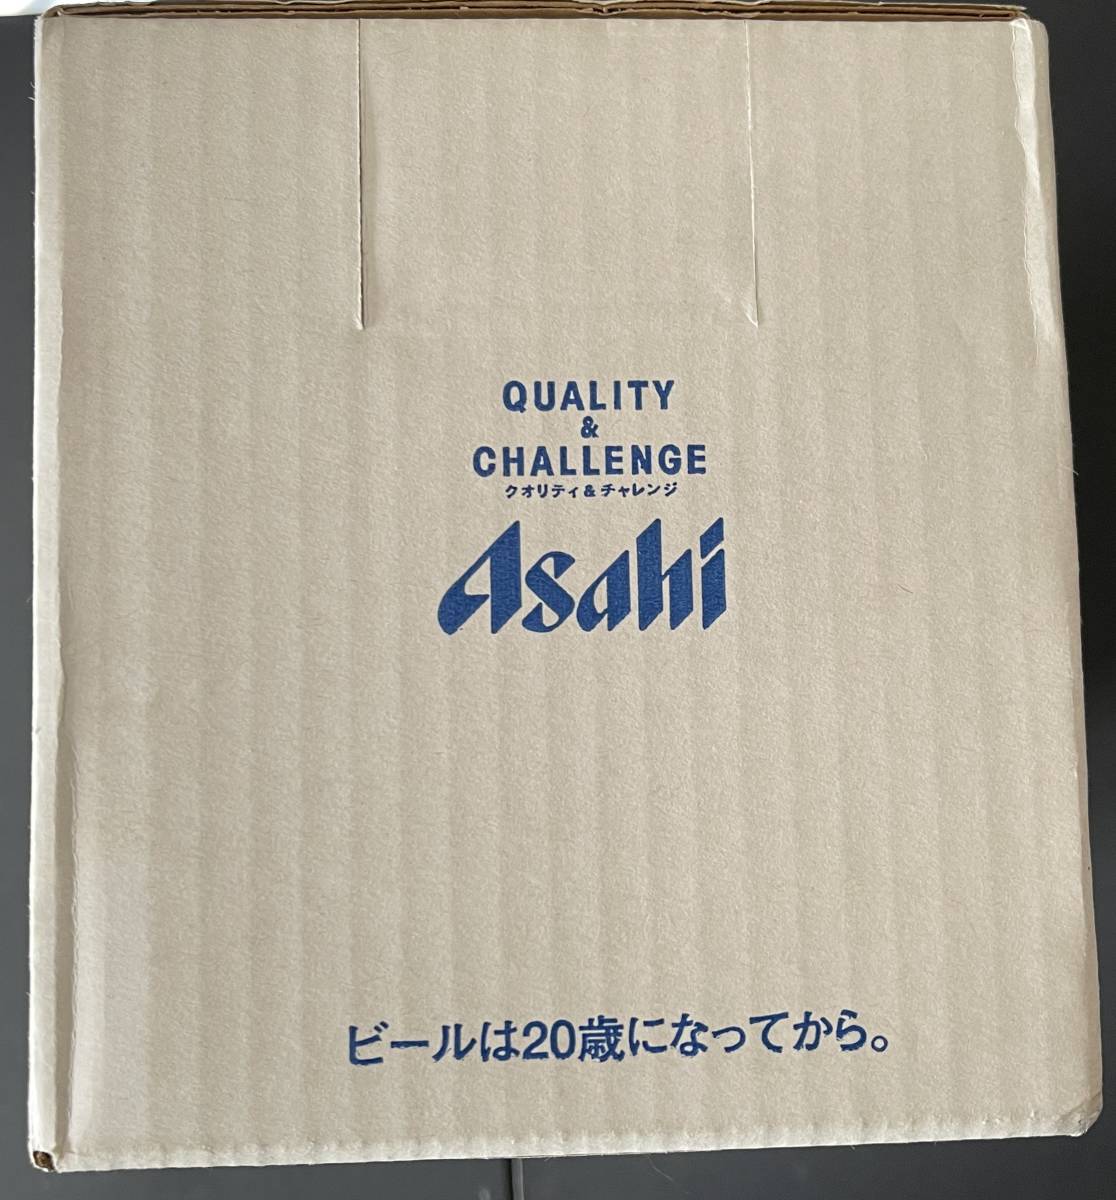 QUALITY
&
CHALLENGE
クオリティ&チャレンジ
Asahi
ビールは20歳になってから。